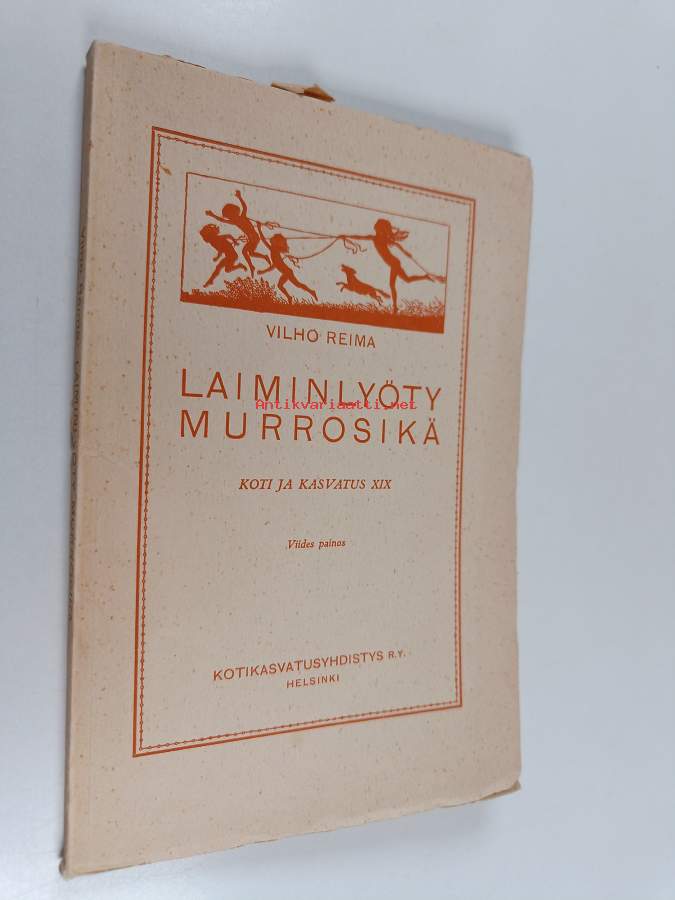 VILHO REIMA
LAIMINLYÖTY
Antikvariaatti.net
MURROSIKÄ
KOTI JA KASVATUS XIX
Viides painos
KOTIKASVATUSYHDISTYS R.Y.
HELSINKI